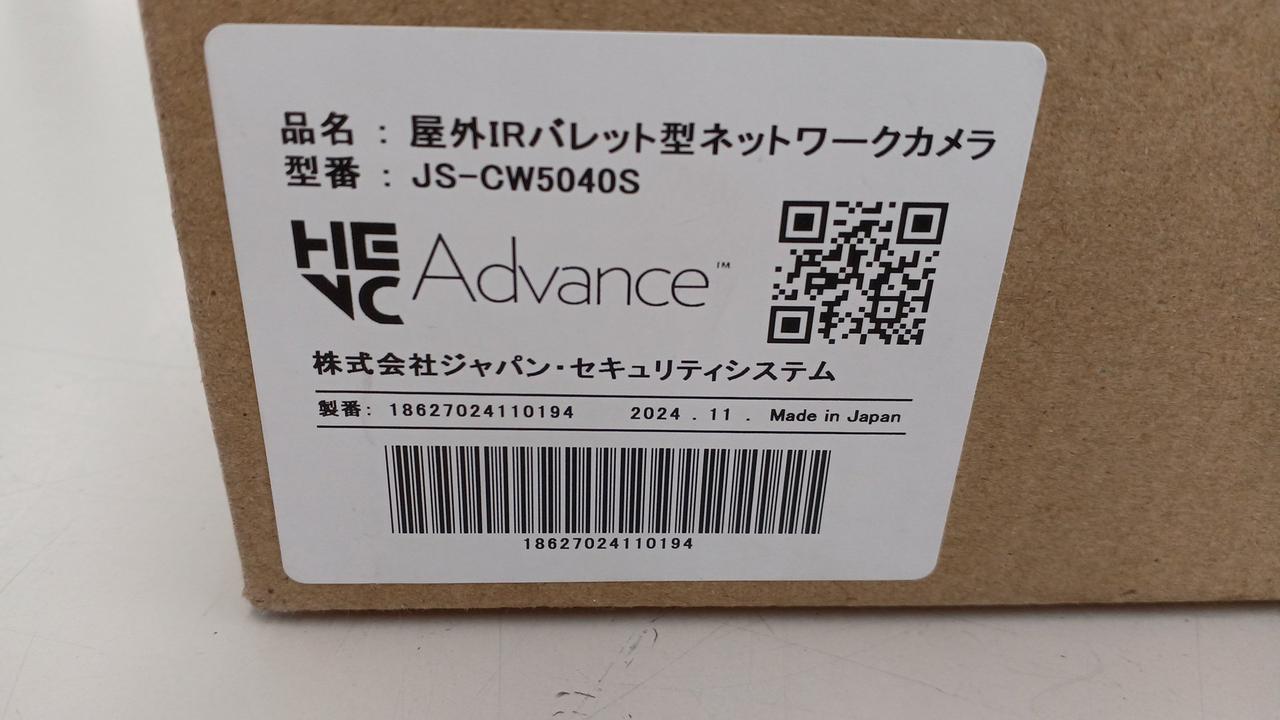 品名 : 屋外IRバレット型ネットワークカメラ
型番 : JS-CW5040S
HEVC Advance™
株式会社ジャパン・セキュリティシステム
製番: 18627024110194 2024 . 11 . Made in Japan
18627024110194